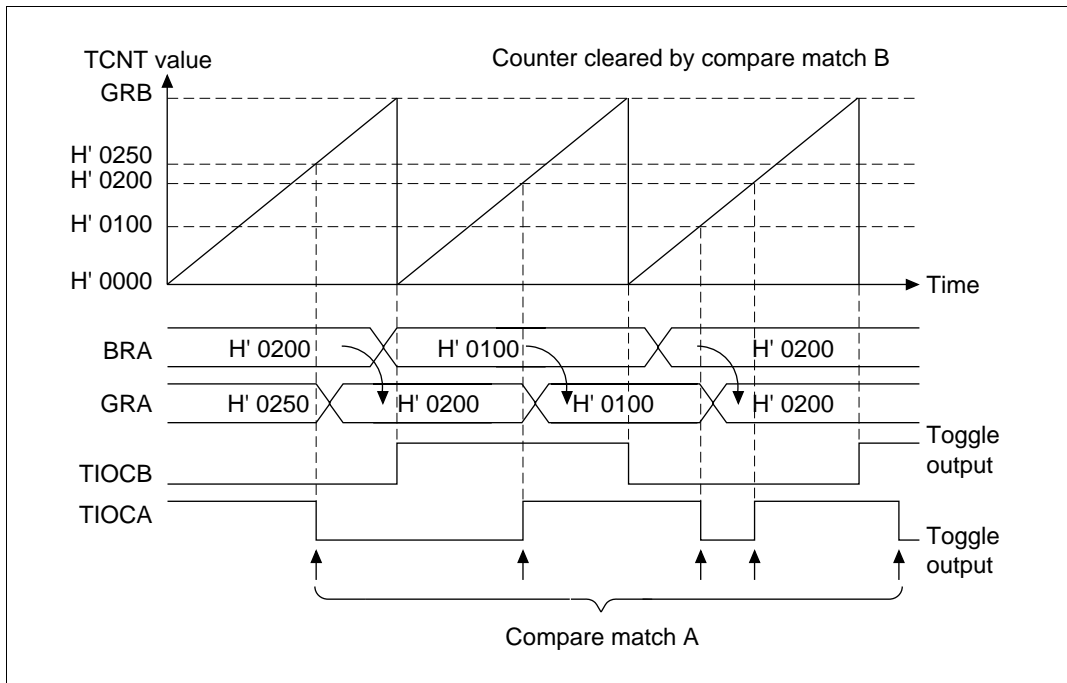 TCNT value
Counter cleared by compare match B
GRB
H' 0250
H' 0200
H' 0100
H' 0000
Time
BRA
H' 0200
H' 0100
H' 0200
GRA
H' 0250
H' 0200
H' 0100
H' 0200
TIOCB
Toggle
output
TIOCA
Toggle
output
Compare match A